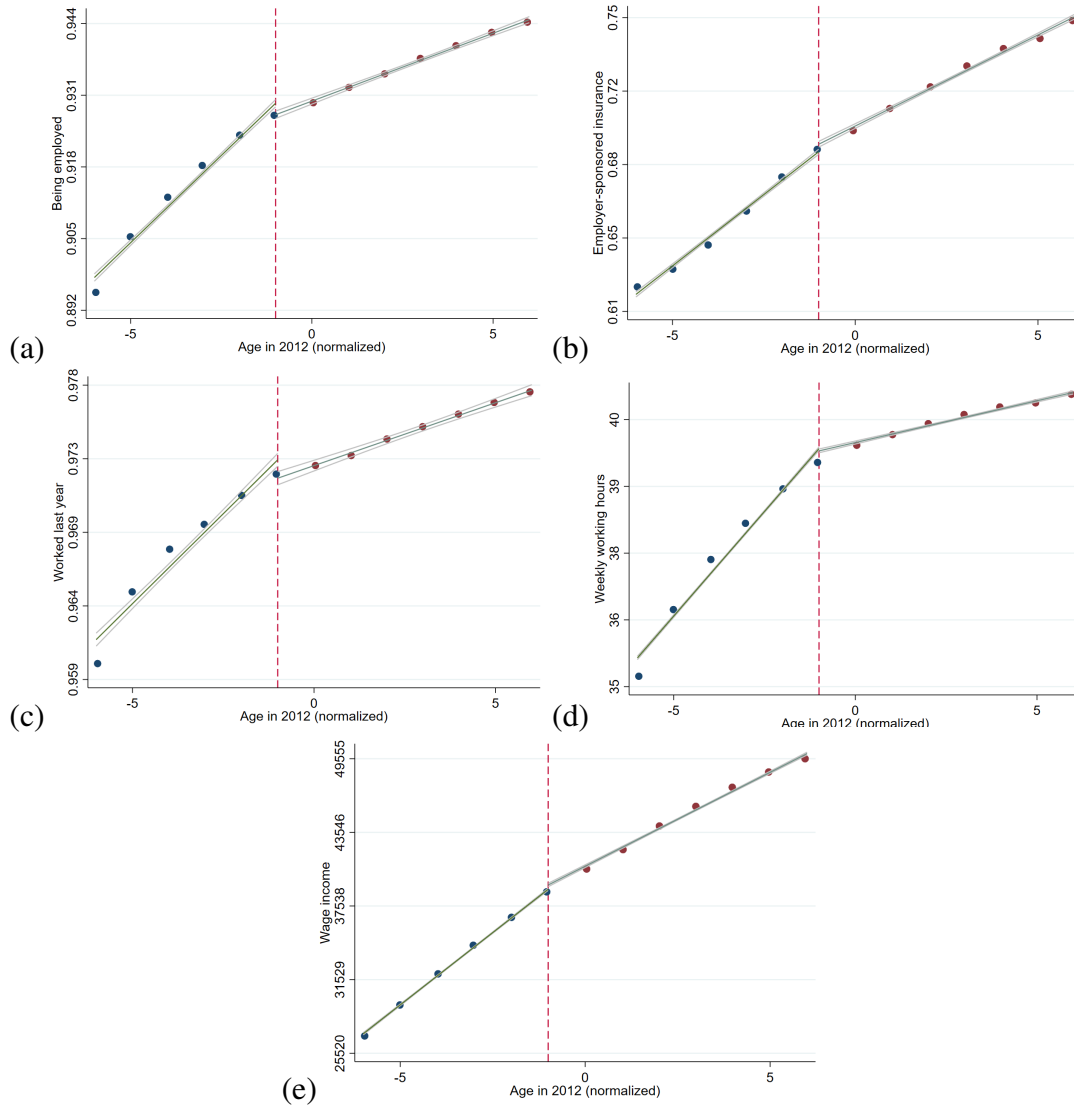 0.944
0.931
0.918
0.905
0.892
Being employed
-5
0
5
Age in 2012 (normalized)
(a)
0.75
0.72
0.68
0.65
0.61
Employer-sponsored insurance
-5
0
5
Age in 2012 (normalized)
(b)
0.978
0.973
0.969
0.964
0.959
Worked last year
-5
0
5
Age in 2012 (normalized)
(c)
40
39
38
36
35
Weekly working hours
-5
0
5
Age in 2012 (normalized)
(d)
49555
43546
37538
31529
25520
Wage income
-5
0
5
Age in 2012 (normalized)
(e)